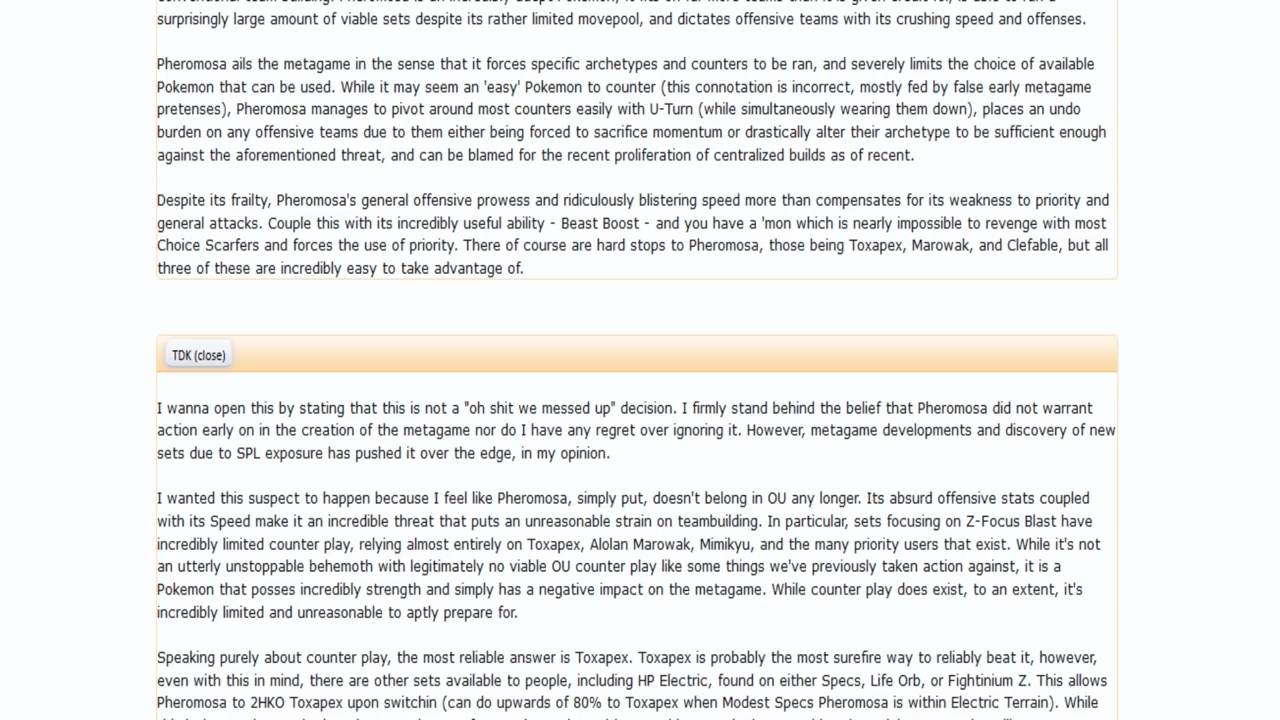 surprisingly large amount of viable sets despite its rather limited movepool, and dictates offensive teams with its crushing speed and offenses.
Pheromosa ails the metagame in the sense that it forces specific archetypes and counters to be ran, and severely limits the choice of available
Pokemon that can be used. While it may seem an 'easy' Pokemon to counter (this connotation is incorrect, mostly fed by false early metagame
pretenses), Pheromosa manages to pivot around most counters easily with U-Turn (while simultaneously wearing them down), places an undo
burden on any offensive teams due to them either being forced to sacrifice momentum or drastically alter their archetype to be sufficient enough
against the aforementioned threat, and can be blamed for the recent proliferation of centralized builds as of recent.
Despite its frailty, Pheromosa's general offensive prowess and ridiculously blistering speed more than compensates for its weakness to priority and
general attacks. Couple this with its incredibly useful ability - Beast Boost - and you have a 'mon which is nearly impossible to revenge with most
Choice Scarfers and forces the use of priority. There of course are hard stops to Pheromosa, those being Toxapex, Marowak, and Clefable, but all
three of these are incredibly easy to take advantage of.
TDK (close)
I wanna open this by stating that this is not a "oh shit we messed up" decision. I firmly stand behind the belief that Pheromosa did not warrant
action early on in the creation of the metagame nor do I have any regret over ignoring it. However, metagame developments and discovery of new
sets due to SPL exposure has pushed it over the edge, in my opinion.
I wanted this suspect to happen because I feel like Pheromosa, simply put, doesn't belong in OU any longer. Its absurd offensive stats coupled
with its Speed make it an incredible threat that puts an unreasonable strain on teambuilding. In particular, sets focusing on Z-Focus Blast have
incredibly limited counter play, relying almost entirely on Toxapex, Alolan Marowak, Mimikyu, and the many priority users that exist. While it's not
an utterly unstoppable behemoth with legitimately no viable OU counter play like some things we've previously taken action against, it is a
Pokemon that posses incredibly strength and simply has a negative impact on the metagame. While counter play does exist, to an extent, it's
incredibly limited and unreasonable to aptly prepare for.
Speaking purely about counter play, the most reliable answer is Toxapex. Toxapex is probably the most surefire way to reliably beat it, however,
even with this in mind, there are other sets available to people, including HP Electric, found on either Specs, Life Orb, or Fightinium Z. This allows
Pheromosa to 2HKO Toxapex upon switchin (can do upwards of 80% to Toxapex when Modest Specs Pheromosa is within Electric Terrain). While